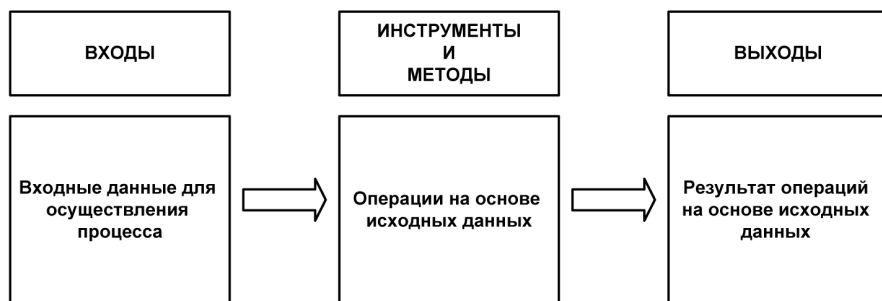 ВХОДЫ
ИНСТРУМЕНТЫ
И
МЕТОДЫ
ВЫХОДЫ
Входные данные для
осуществления
процесса
Операции на основе
исходных данных
Результат операций
на основе исходных
данных